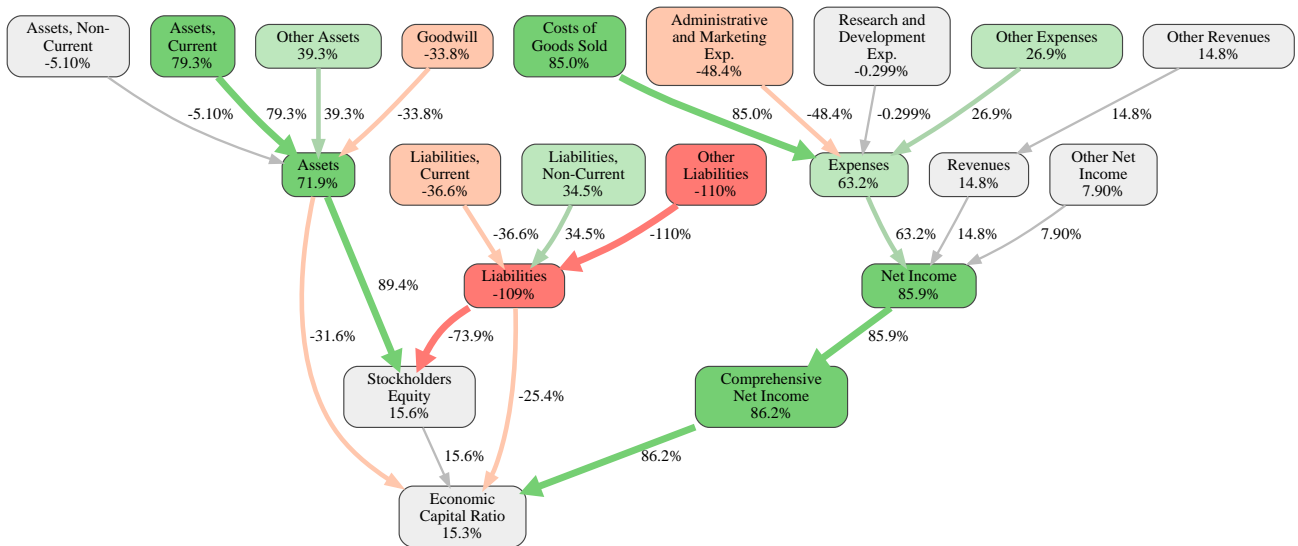 Assets, Non-
Current
-5.10%
Assets,
Current
79.3%
Other Assets
39.3%
Goodwill
-33.8%
Costs of
Goods Sold
85.0%
Administrative
and Marketing
Exp.
-48.4%
Research and
Development
Exp.
-0.299%
Other Expenses
26.9%
Other Revenues
14.8%
-5.10%
79.3%
39.3%
-33.8%
85.0%
-48.4%
-0.299%
26.9%
14.8%
Assets
71.9%
Liabilities,
Current
-36.6%
Liabilities,
Non-Current
34.5%
Other
Liabilities
-110%
Expenses
63.2%
Revenues
14.8%
Other Net
Income
7.90%
-36.6%
34.5%
-110%
63.2%
14.8%
7.90%
Liabilities
-109%
Net Income
85.9%
89.4%
-31.6%
-73.9%
85.9%
-25.4%
Stockholders
Equity
15.6%
Comprehensive
Net Income
86.2%
15.6%
86.2%
Economic
Capital Ratio
15.3%